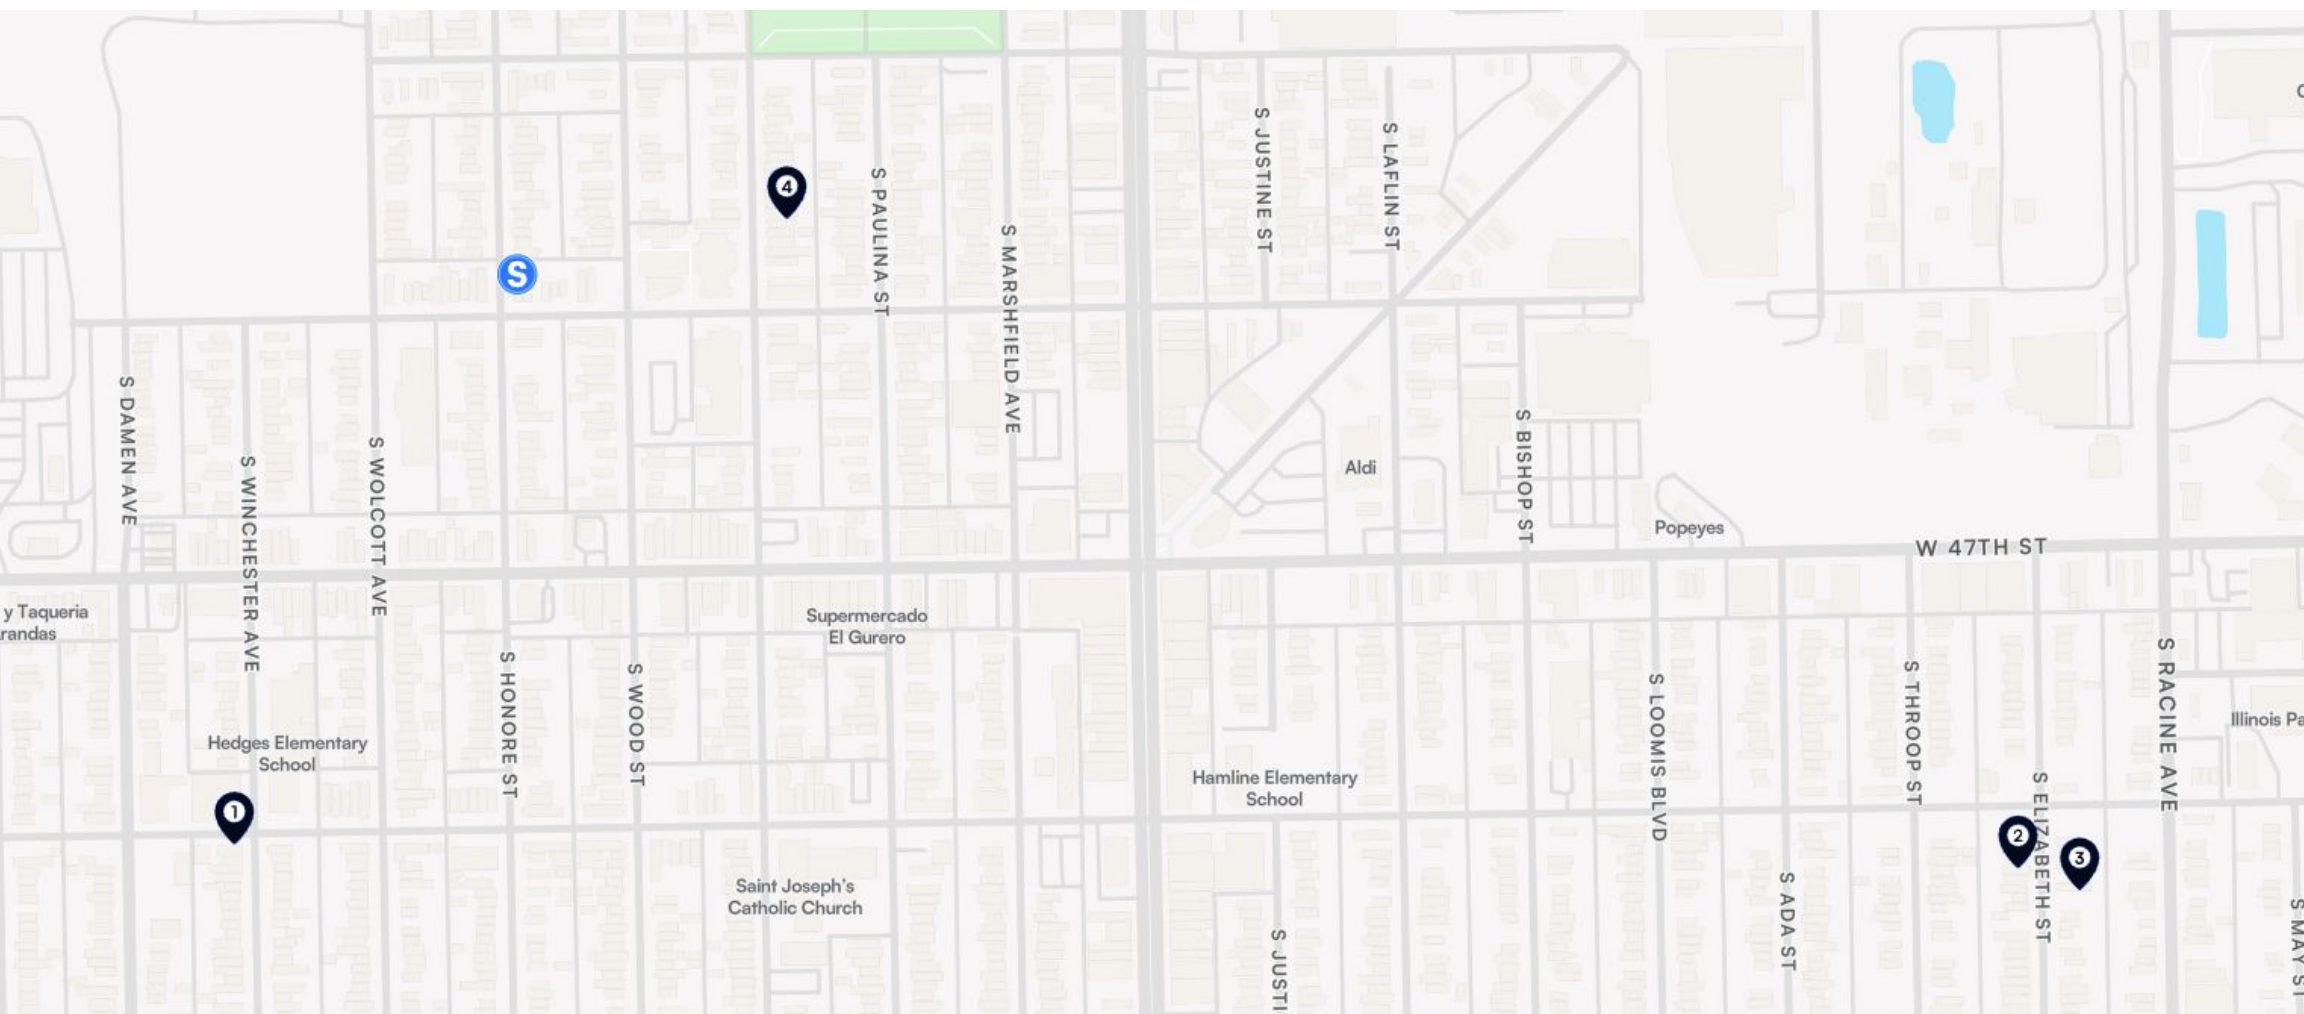 C
4
S PAULINA ST
S JUSTINE ST
S LAFLIN ST
S MARSHFIELD AVE
S
S DAMEN AVE
S WINCHESTER AVE
S WOLCOTT AVE
S BISHOP ST
Aldi
Popeyes
W 47TH ST
y Taqueria
randas
Supermercado
El Gurero
S HONORE ST
S WOOD ST
S LOOMIS BLVD
S THROOP ST
S RACINE AVE
Illinois Pa
Hedges Elementary
School
Hamline Elementary
School
1
S ELIZABETH ST
2
3
Saint Joseph's
Catholic Church
S ADA ST
S JUSTI
S MAY ST